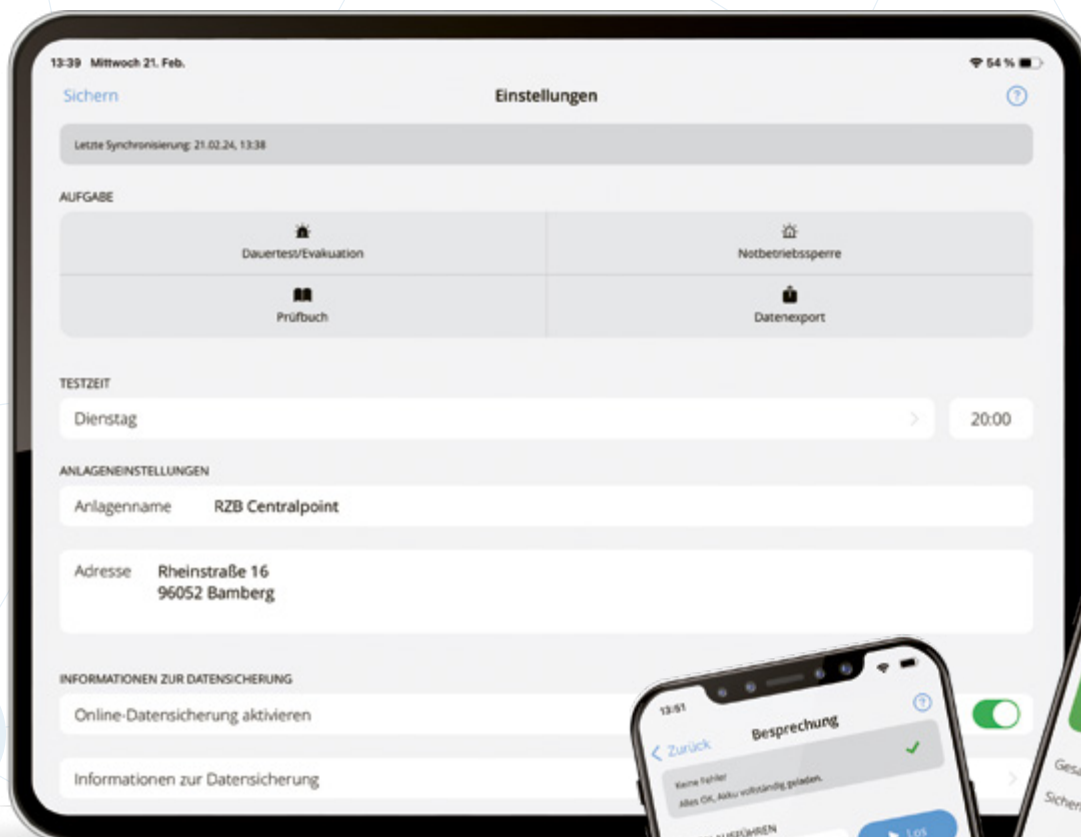 13:39 Mittwoch 21. Feb.
54 %
Sichern
Einstellungen
?
Letzte Synchronisierung: 21.02.24, 13:38
AUFGABE
Dauertest/Evakuation
Notbetriebssperre
Prüfbuch
Datenexport
TESTZEIT
Dienstag
20:00
ANLAGENEINSTELLUNGEN
Anlagenname RZB Centralpoint
Adresse Rheinstraße 16
96052 Bamberg
INFORMATIONEN ZUR DATENSICHERUNG
Online-Datensicherung aktivieren
Informationen zur Datensicherung
13:51
?
Zurück Besprechung
Keine Fehler
Alles OK, Akku vollständig geladen.
Los